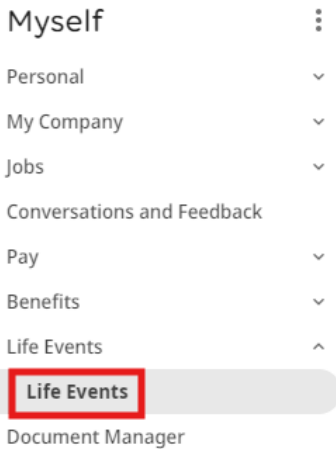 Myself
Personal
My Company
Jobs
Conversations and Feedback
Pay
Benefits
Life Events
Life Events
Document Manager